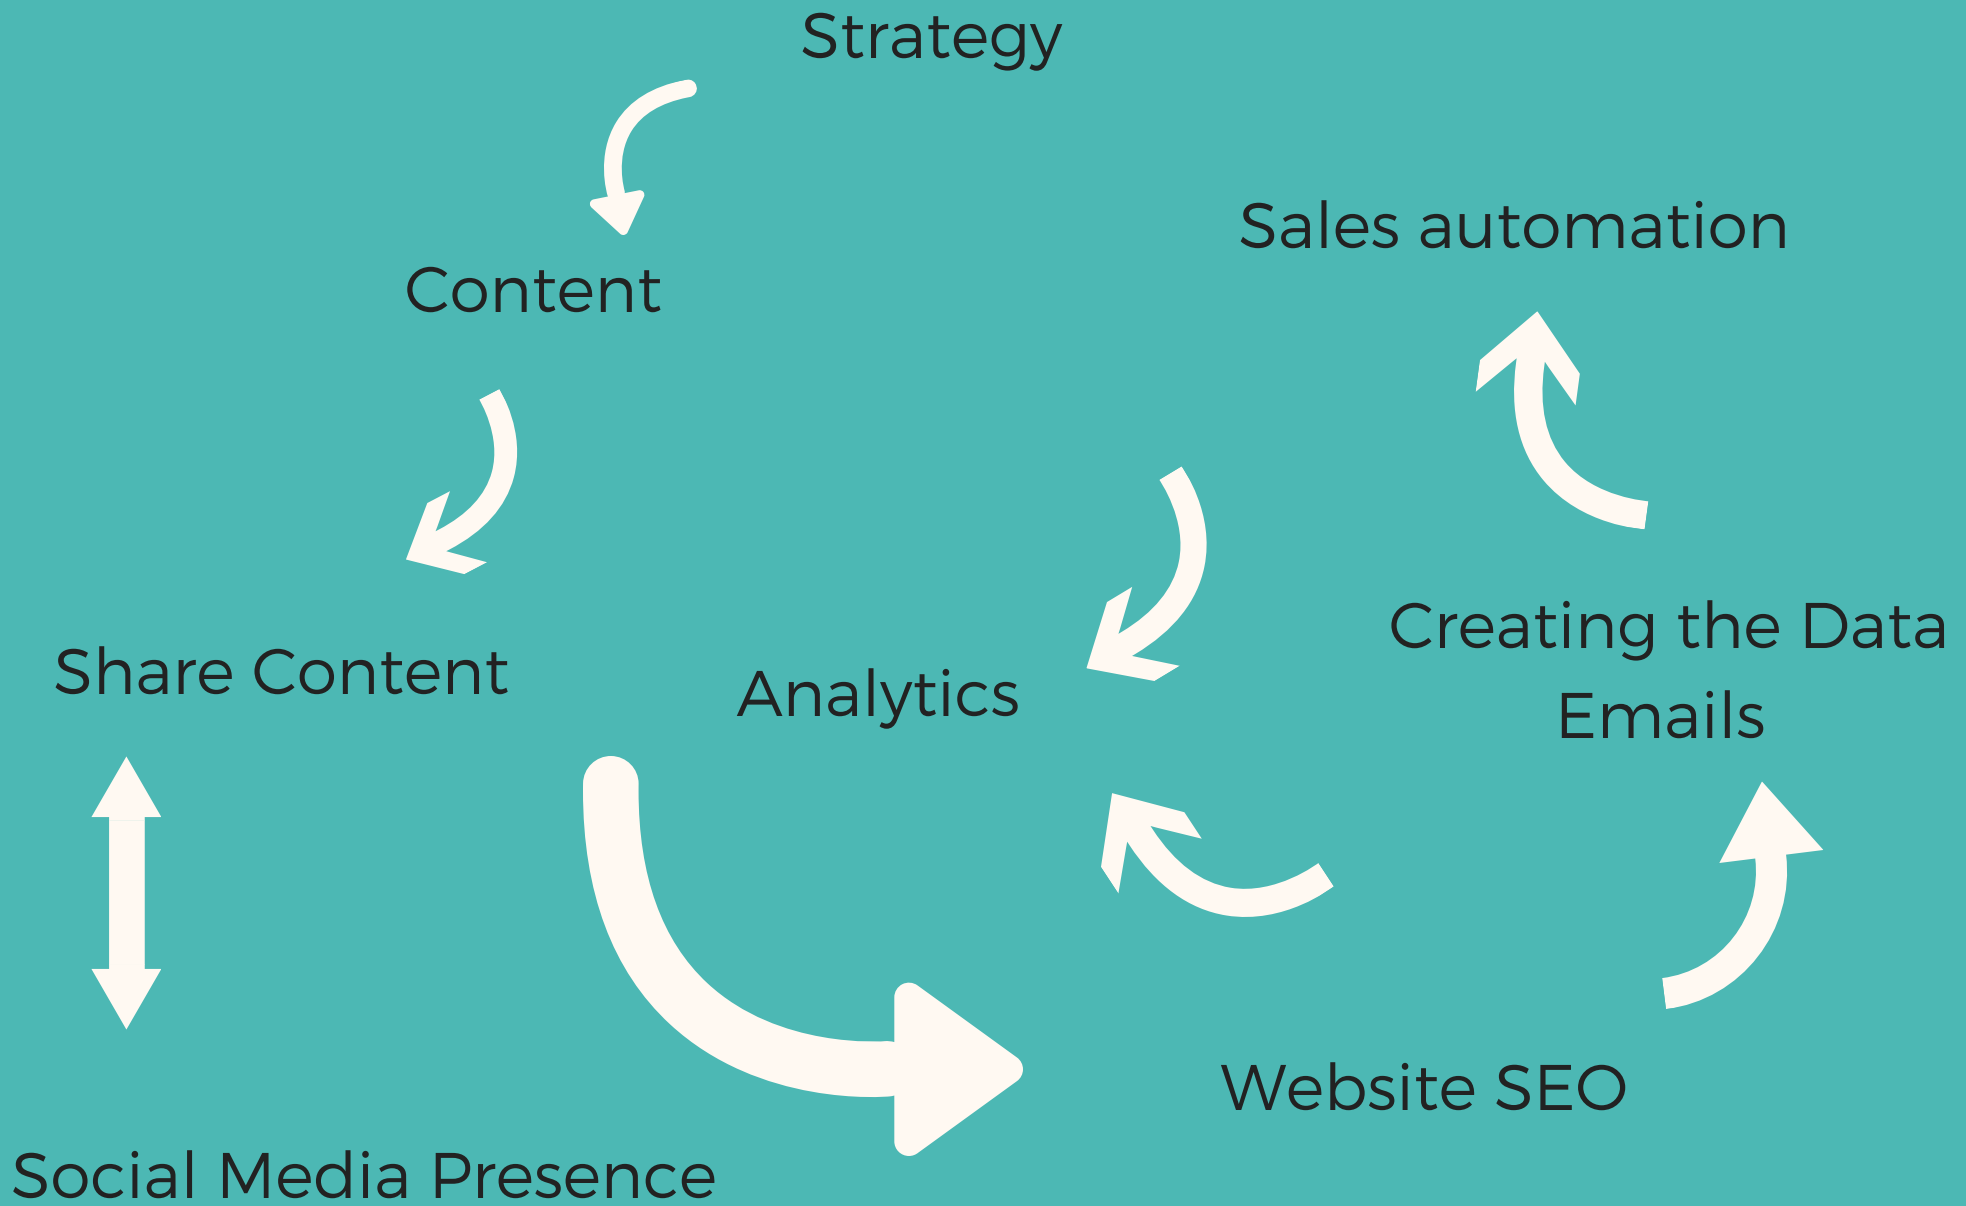 Strategy
Sales automation
Content
Creating the Data
Emails
Share Content
Analytics
Website SEO
Social Media Presence